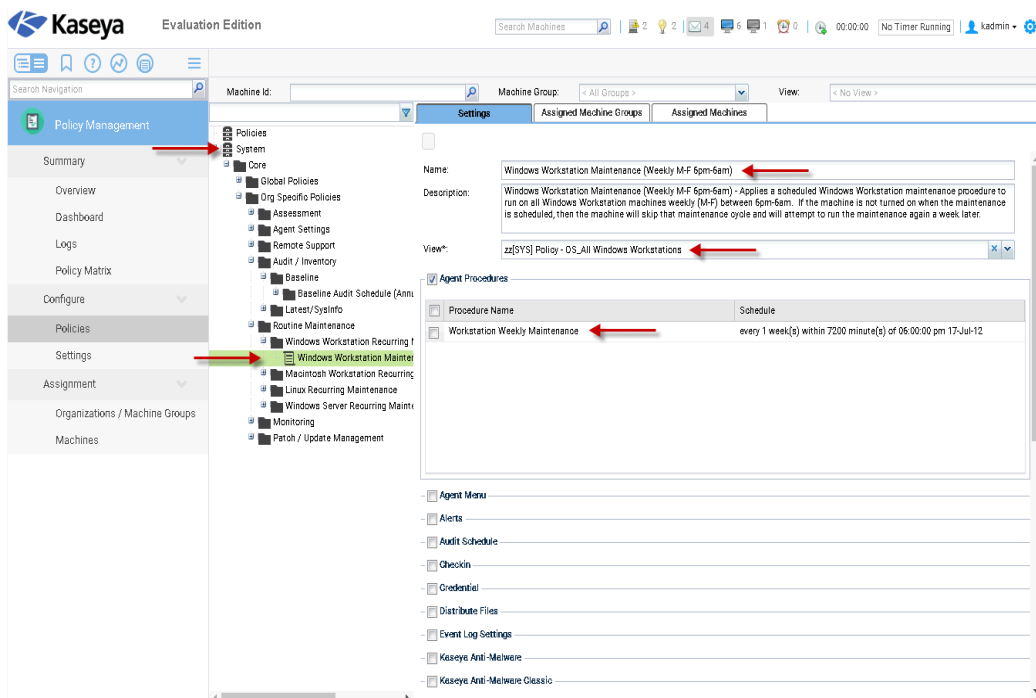 Kaseya
Evaluation Edition
Search Machines
2
2
4
6
1
0
00:00:00
No Timer Running
kadmin
Search Navigation
Machine Id:
Machine Group:
< All Groups >
View:
< No View >
Policy Management
Summary
Overview
Dashboard
Logs
Policy Matrix
Configure
Policies
Settings
Assignment
Organizations / Machine Groups
Machines
Policies
System
Core
Global Policies
Org Specific Policies
Assessment
Agent Settings
Remote Support
Audit / Inventory
Baseline
Baseline Audit Schedule (Annu
Latest/SysInfo
Routine Maintenance
Windows Workstation Recurring M
Windows Workstation Mainter
Macintosh Workstation Recurring
Linux Recurring Maintenance
Windows Server Recurring Mainte
Monitoring
Patch / Update Management
Settings
Assigned Machine Groups
Assigned Machines
Name:
Windows Workstation Maintenance (Weekly M-F 6pm-6am)
Description:
Windows Workstation Maintenance (Weekly M-F 6pm-6am) - Applies a scheduled Windows Workstation maintenance procedure to
run on all Windows Workstation machines weekly (M-F) between 6pm-6am. If the machine is not turned on when the maintenance
is scheduled, then the machine will skip that maintenance cycle and will attempt to run the maintenance again a week later.
View*:
zz[SYS] Policy - OS_All Windows Workstations
Agent Procedures
Procedure Name
Schedule
Workstation Weekly Maintenance
every 1 week(s) within 7200 minute(s) of 06:00:00 pm 17-Jul-12
Agent Menu
Alerts
Audit Schedule
Checkin
Credential
Distribute Files
Event Log Settings
Kaseya Anti-Malware
Kaseya Anti-Malware Classic